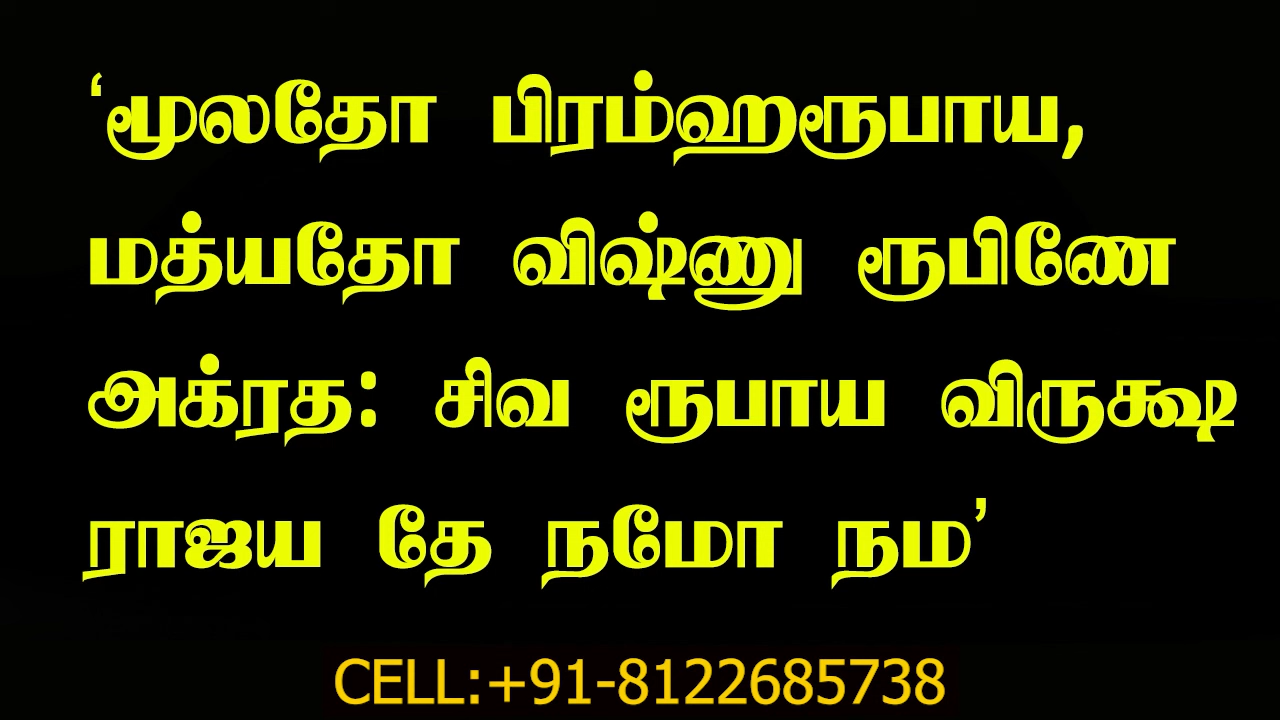 ‘மூலதோ பிரம்ஹரூபாய,
மத்யதோ விஷ்ணு ரூபிணே
அக்ரத: சிவ ரூபாய விருக்ஷ
ராஜய தே நமோ நம’
CELL:+91-8122685738